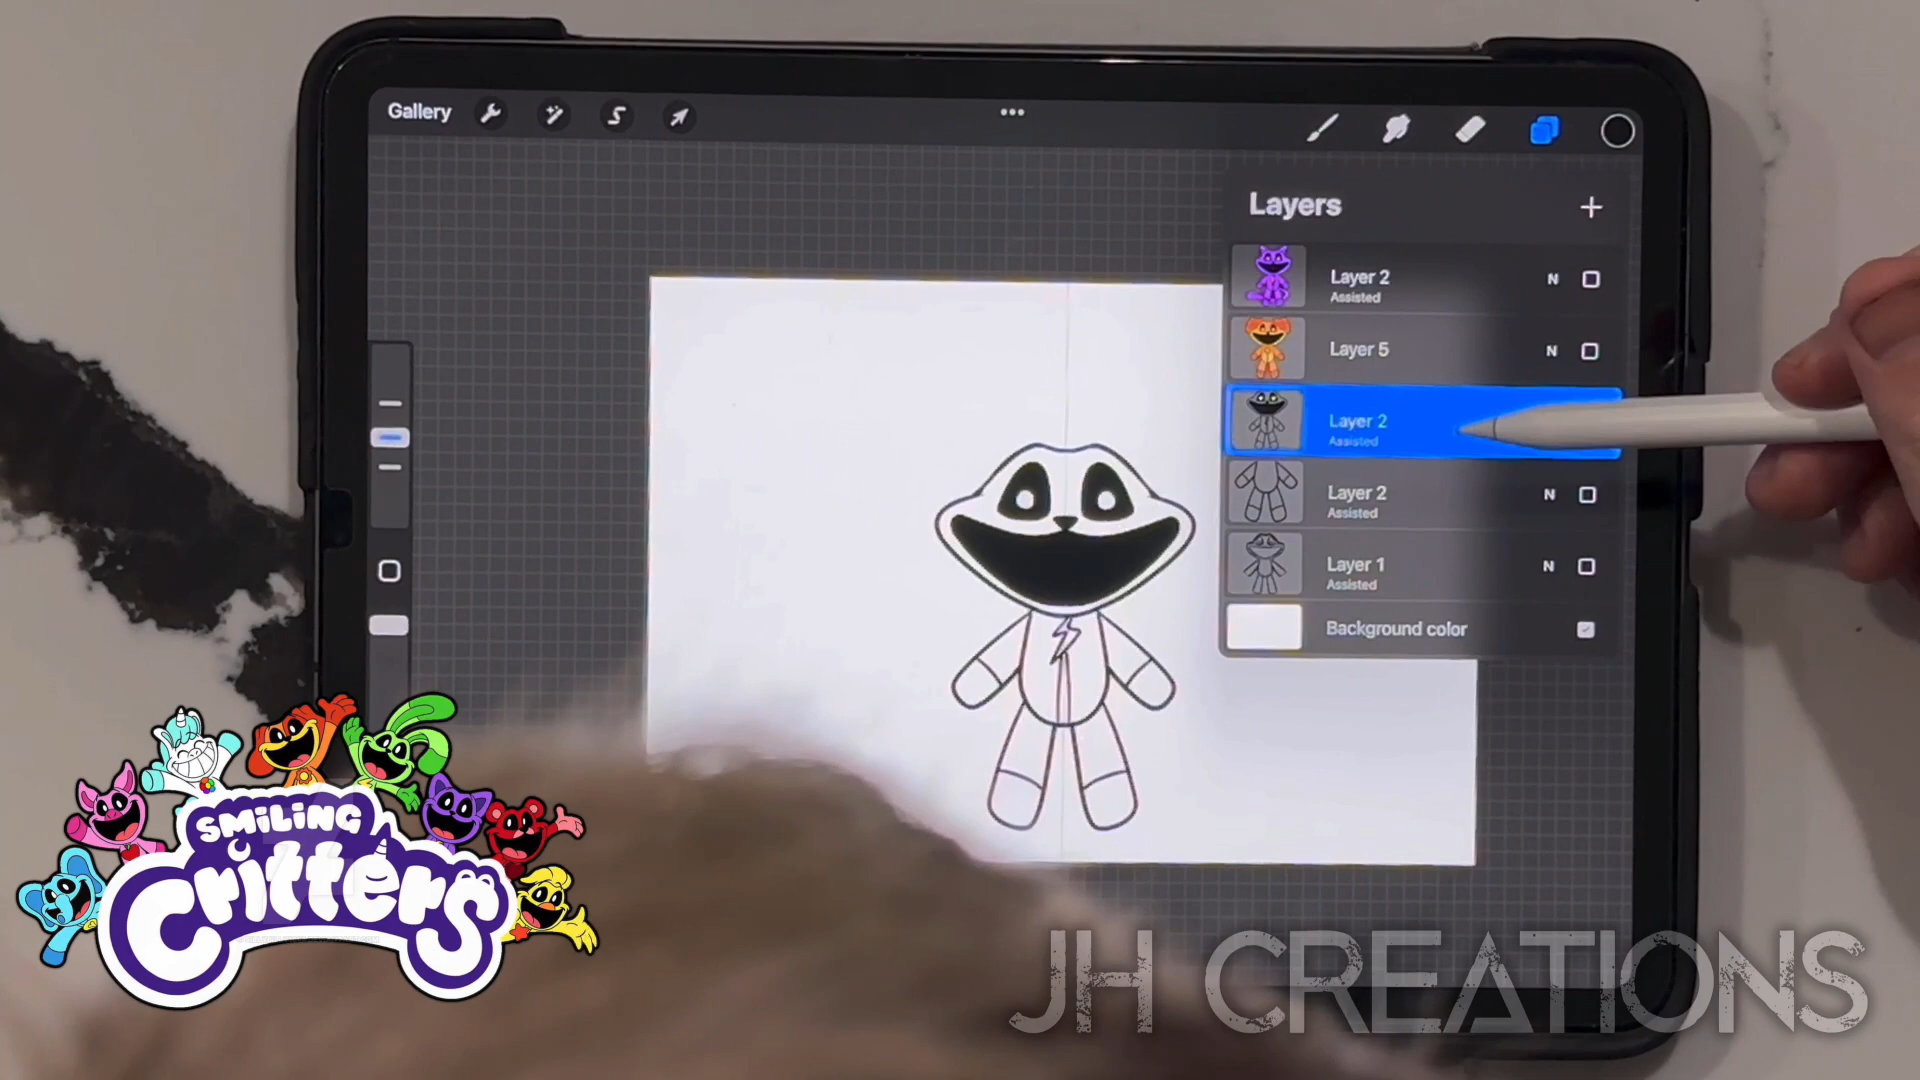 Gallery
Layers
Layer 2
Assisted
N
Layer 5
N
Layer 2
Assisted
Layer 2
Assisted
N
Layer 1
Assisted
N
Background color
SMiLiNG
Critters
JH CREATIONS